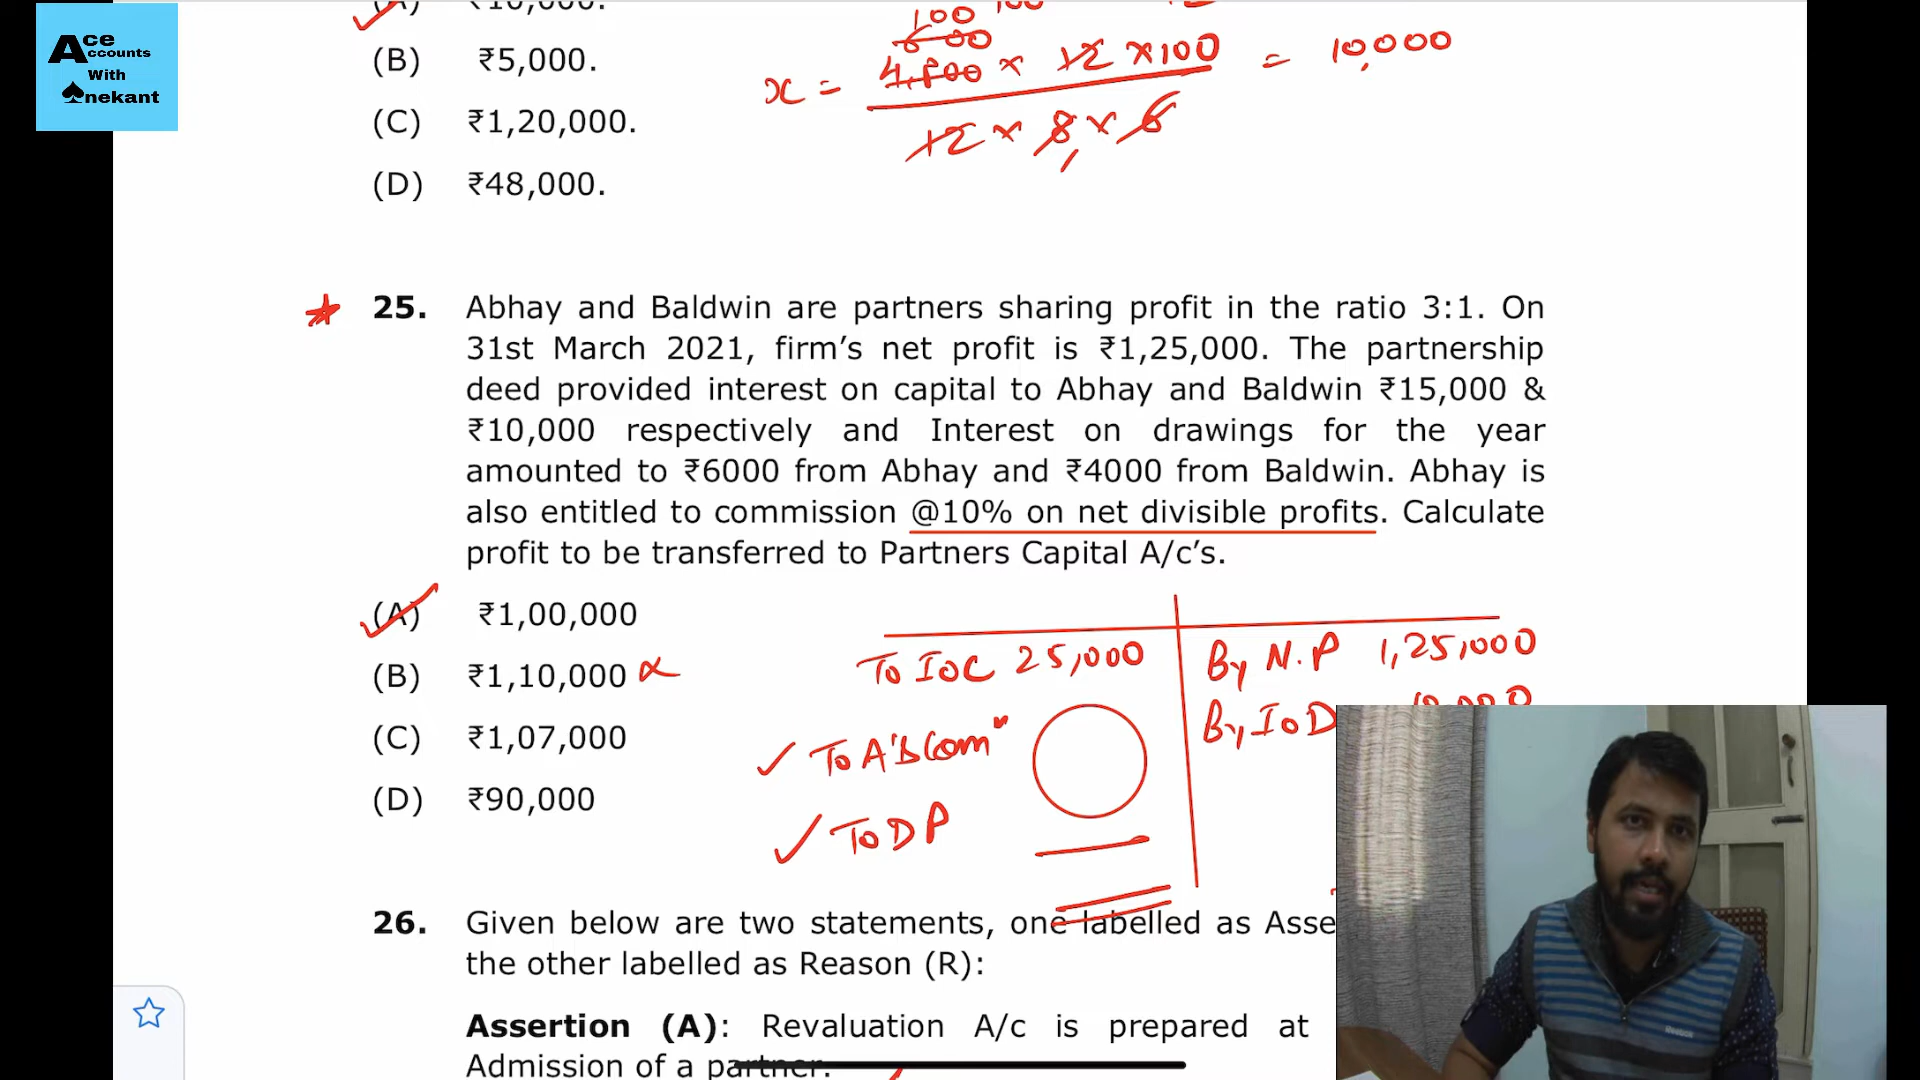 Ace
Accounts
With
Anekant
(B) ₹5,000.
(C) ₹1,20,000.
(D) ₹48,000.
100
x = 4,800 x 12 x100 = 10,000
12 x 8 x 6
25. Abhay and Baldwin are partners sharing profit in the ratio 3:1. On
31st March 2021, firm’s net profit is ₹1,25,000. The partnership
deed provided interest on capital to Abhay and Baldwin ₹15,000 &
₹10,000 respectively and Interest on drawings for the year
amounted to ₹6000 from Abhay and ₹4000 from Baldwin. Abhay is
also entitled to commission @10% on net divisible profits. Calculate
profit to be transferred to Partners Capital A/c’s.
(A) ₹1,00,000
(B) ₹1,10,000
(C) ₹1,07,000
(D) ₹90,000
To IOC 25,000 By N.P 1,25,000
To A's Comn By IOD
To DP
26. Given below are two statements, one labelled as Asse
the other labelled as Reason (R):
Assertion (A): Revaluation A/c is prepared at
Admission of a partner.
Reebok